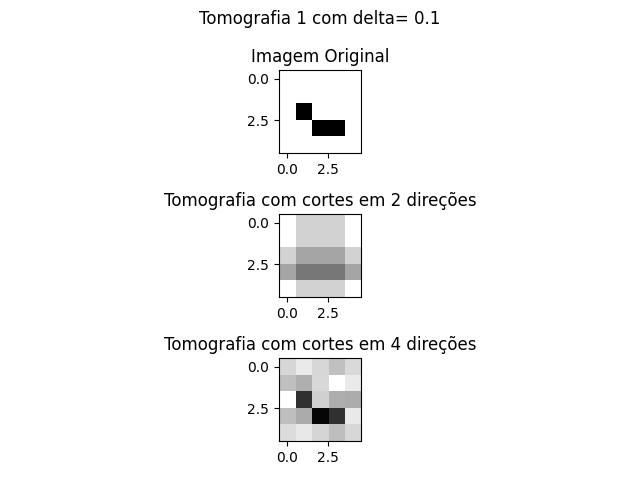 Tomografia 1 com delta= 0.1
Imagem Original
0.0
2.5
0.0 2.5
Tomografia com cortes em 2 direções
0.0
2.5
0.0 2.5
Tomografia com cortes em 4 direções
0.0
2.5
0.0 2.5